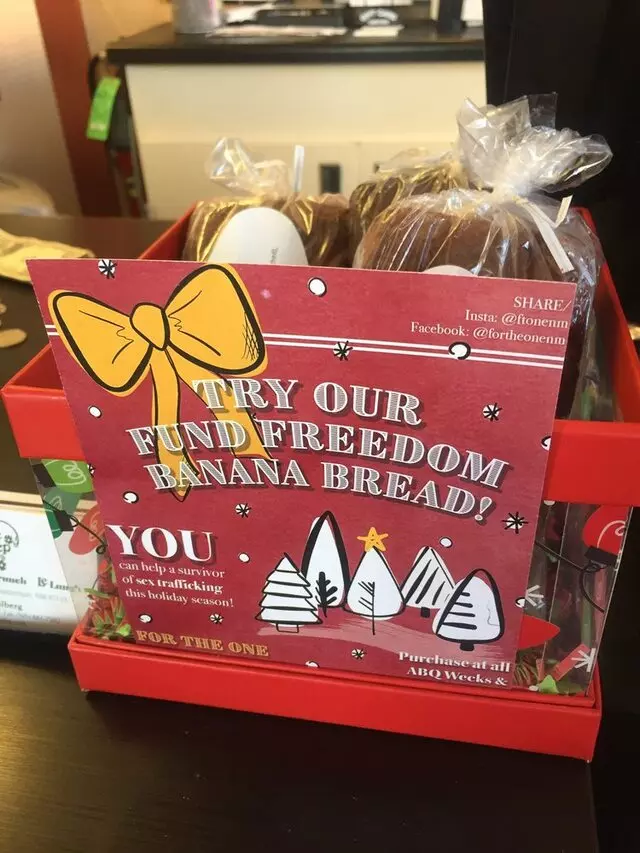 SHARE/
Insta: @ftonenm
Facebook: @fortheonenm
TRY OUR
FUND FREEDOM
BANANA BREAD!
YOU
can help a survivor
of sex trafficking
this holiday season!
FOR THE ONE
Purchase at all
ABQ Wecks &